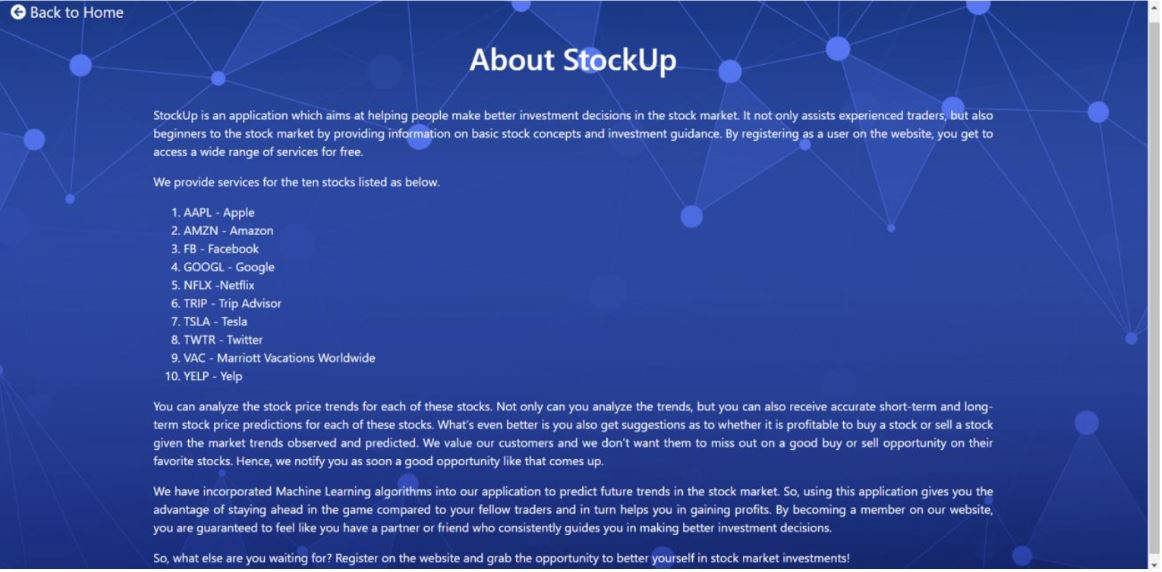 Back to Home
About StockUp
StockUp is an application which aims at helping people make better investment decisions in the stock market. It not only assists experienced traders, but also
beginners to the stock market by providing information on basic stock concepts and investment guidance. By registering as a user on the website, you get to
access a wide range of services for free.
We provide services for the ten stocks listed as below.
1. AAPL - Apple
2. AMZN - Amazon
3. FB - Facebook
4. GOOGL - Google
5. NFLX -Netflix
6. TRIP - Trip Advisor
7. TSLA - Tesla
8. TWTR - Twitter
9. VAC - Marriott Vacations Worldwide
10. YELP - Yelp
You can analyze the stock price trends for each of these stocks. Not only can you analyze the trends, but you can also receive accurate short-term and long-
term stock price predictions for each of these stocks. What's even better is you also get suggestions as to whether it is profitable to buy a stock or sell a stock
given the market trends observed and predicted. We value our customers and we don't want them to miss out on a good buy or sell opportunity on their
favorite stocks. Hence, we notify you as soon a good opportunity like that comes up.
We have incorporated Machine Learning algorithms into our application to predict future trends in the stock market. So, using this application gives you the
advantage of staying ahead in the game compared to your fellow traders and in turn helps you in gaining profits. By becoming a member on our website,
you are guaranteed to feel like you have a partner or friend who consistently guides you in making better investment decisions.
So, what else are you waiting for? Register on the website and grab the opportunity to better yourself in stock market investments!